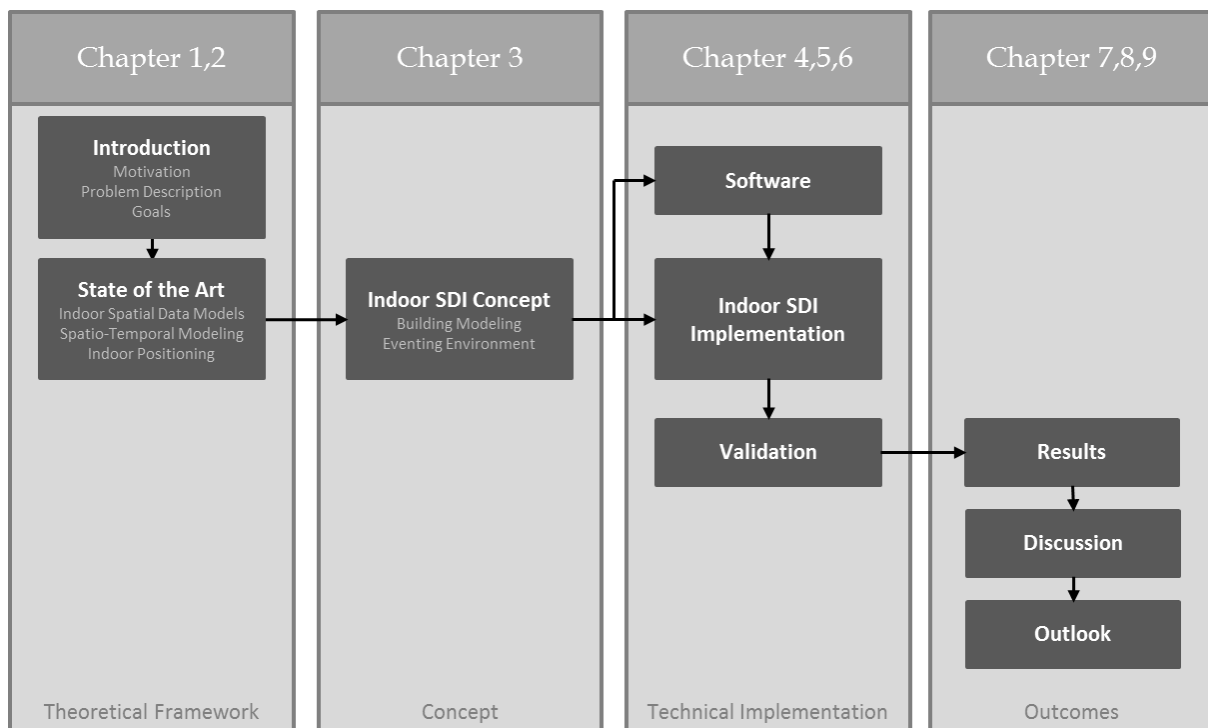 Chapter 1,2
Introduction
Motivation
Problem Description
Goals
State of the Art
Indoor Spatial Data Models
Spatio-Temporal Modeling
Indoor Positioning
Theoretical Framework
Chapter 3
Indoor SDI Concept
Building Modeling
Eventing Environment
Concept
Chapter 4,5,6
Software
Indoor SDI
Implementation
Validation
Technical Implementation
Chapter 7,8,9
Results
Discussion
Outlook
Outcomes